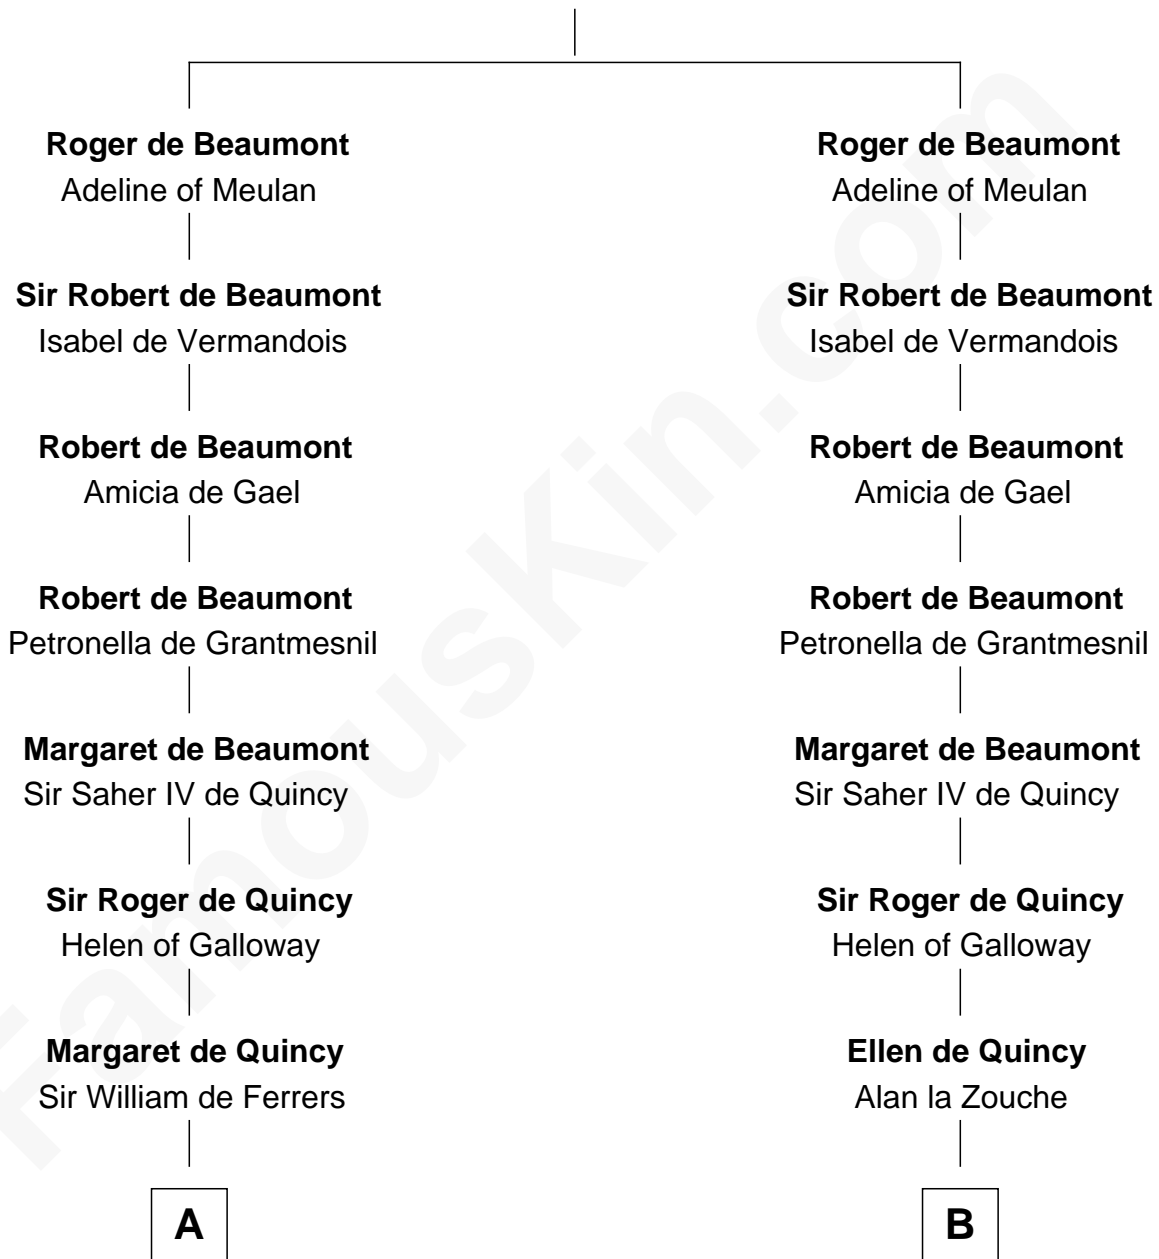 Roger de Beaumont
Adeline of Meulan
Sir Robert de Beaumont
Isabel de Vermandois
Robert de Beaumont
Amicia de Gael
Robert de Beaumont
Petronella de Grantmesnil
Margaret de Beaumont
Sir Saher IV de Quincy
Sir Roger de Quincy
Helen of Galloway
Margaret de Quincy
Sir William de Ferrers
A
Roger de Beaumont
Adeline of Meulan
Sir Robert de Beaumont
Isabel de Vermandois
Robert de Beaumont
Amicia de Gael
Robert de Beaumont
Petronella de Grantmesnil
Margaret de Beaumont
Sir Saher IV de Quincy
Sir Roger de Quincy
Helen of Galloway
Ellen de Quincy
Alan la Zouche
B
FamousKin.com